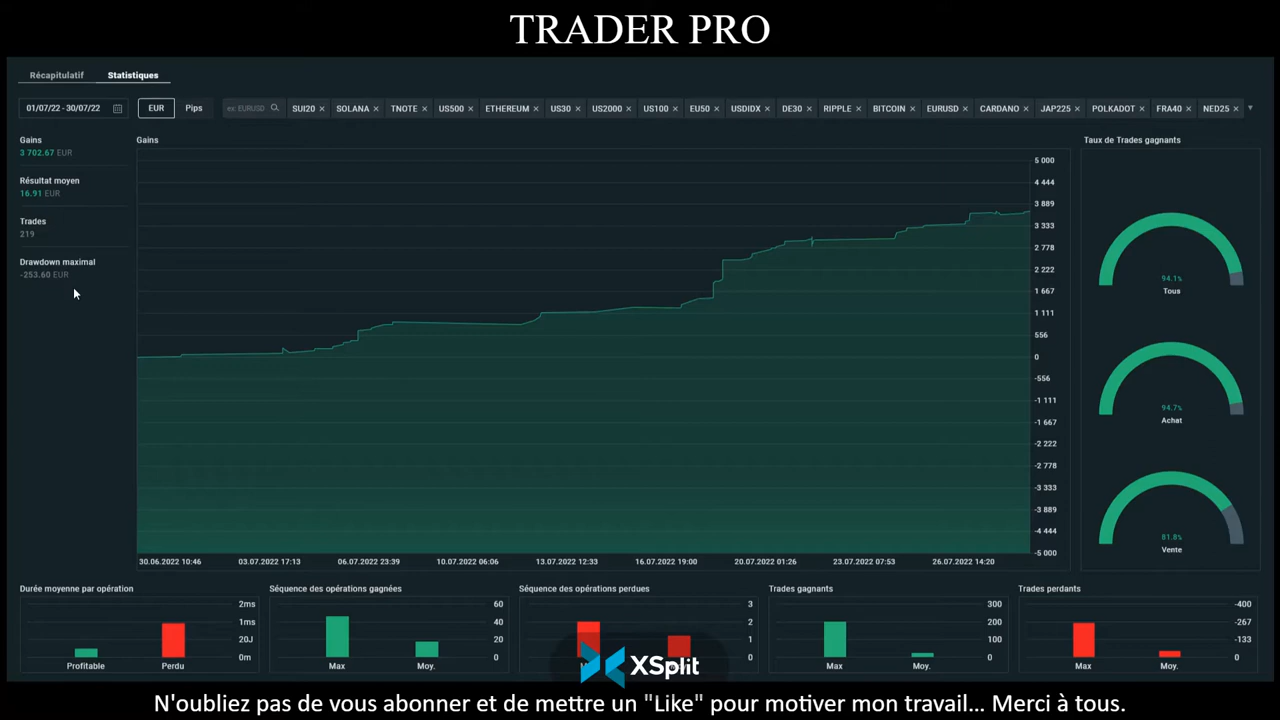 TRADER PRO
Récapitulatif Statistiques
01/07/22 - 30/07/22 EUR Pips ex: EURUSD SUI20 × SOLANA × TNOTE × US500 × ETHEREUM × US30 × US2000 × US100 × EU50 × USDIDX × DE30 × RIPPLE × BITCOIN × EURUSD × CARDANO × JAP225 × POLKADOT × FRA40 × NED25 ×
Gains
3 702.67 EUR
Résultat moyen
16.91 EUR
Trades
219
Drawdown maximal
-253.60 EUR
Gains
5 000
4 444
3 889
3 333
2 778
2 222
1 667
1 111
556
0
-556
-1 111
-1 667
-2 222
-2 778
-3 333
-3 889
-4 444
-5 000
30.06.2022 10:46 03.07.2022 17:13 06.07.2022 23:39 10.07.2022 06:06 13.07.2022 12:33 16.07.2022 19:00 20.07.2022 01:26 23.07.2022 07:53 26.07.2022 14:20
Taux de Trades gagnants
94.1%
Tous
94.7%
Achat
81.8%
Vente
Durée moyenne par opération
2ms
1ms
20J
0m
Profitable Perdu
Séquence des opérations gagnées
60
40
20
0
Max Moy.
Séquence des opérations perdues
3
2
1
0
XSplit
Trades gagnants
300
200
100
0
Max Moy.
Trades perdants
-400
-267
-133
0
Max Moy.
N'oubliez pas de vous abonner et de mettre un "Like" pour motiver mon travail... Merci à tous.